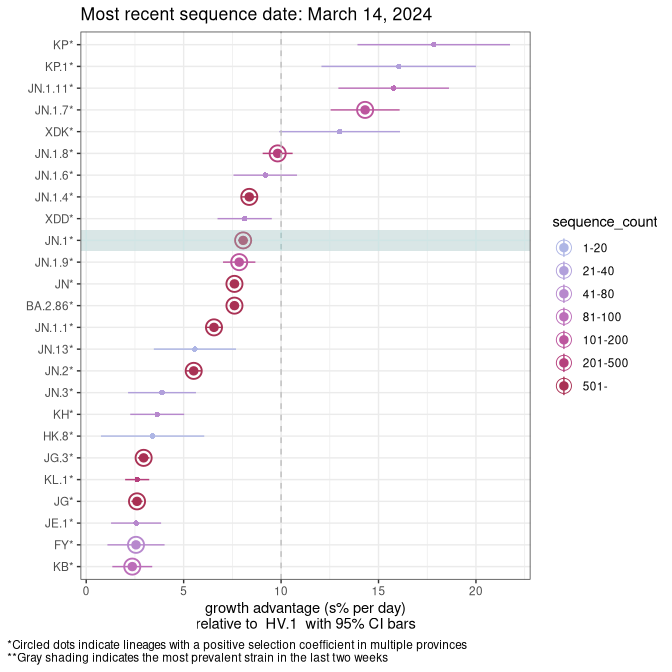 Most recent sequence date: March 14, 2024
KP*
KP.1*
JN.1.11*
JN.1.7*
XDK*
JN.1.8*
JN.1.6*
JN.1.4*
XDD*
JN.1*
JN.1.9*
JN*
BA.2.86*
JN.1.1*
JN.13*
JN.2*
JN.3*
KH*
HK.8*
JG.3*
KL.1*
JG*
JE.1*
FY*
KB*
0 5 10 15 20
growth advantage (s% per day)
relative to HV.1 with 95% CI bars
sequence_count
1-20
21-40
41-80
81-100
101-200
201-500
501-
*Circled dots indicate lineages with a positive selection coefficient in multiple provinces
**Gray shading indicates the most prevalent strain in the last two weeks